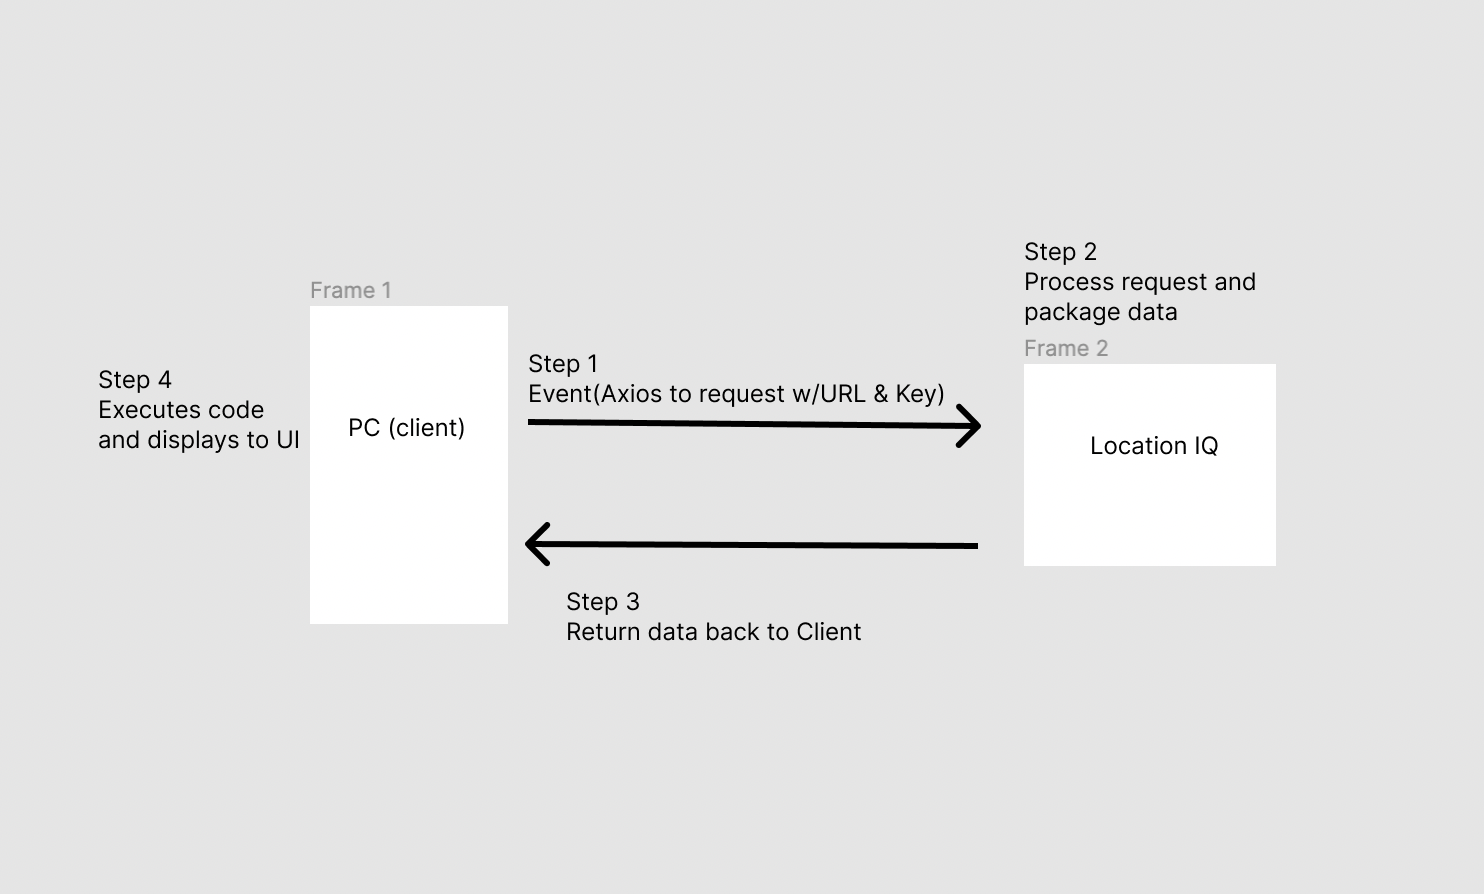 Step 2
Process request and
package data
Frame 1
Frame 2
Step 1
Event(Axios to request w/URL & Key)
Step 4
Executes code
and displays to UI
PC (client)
Location IQ
Step 3
Return data back to Client